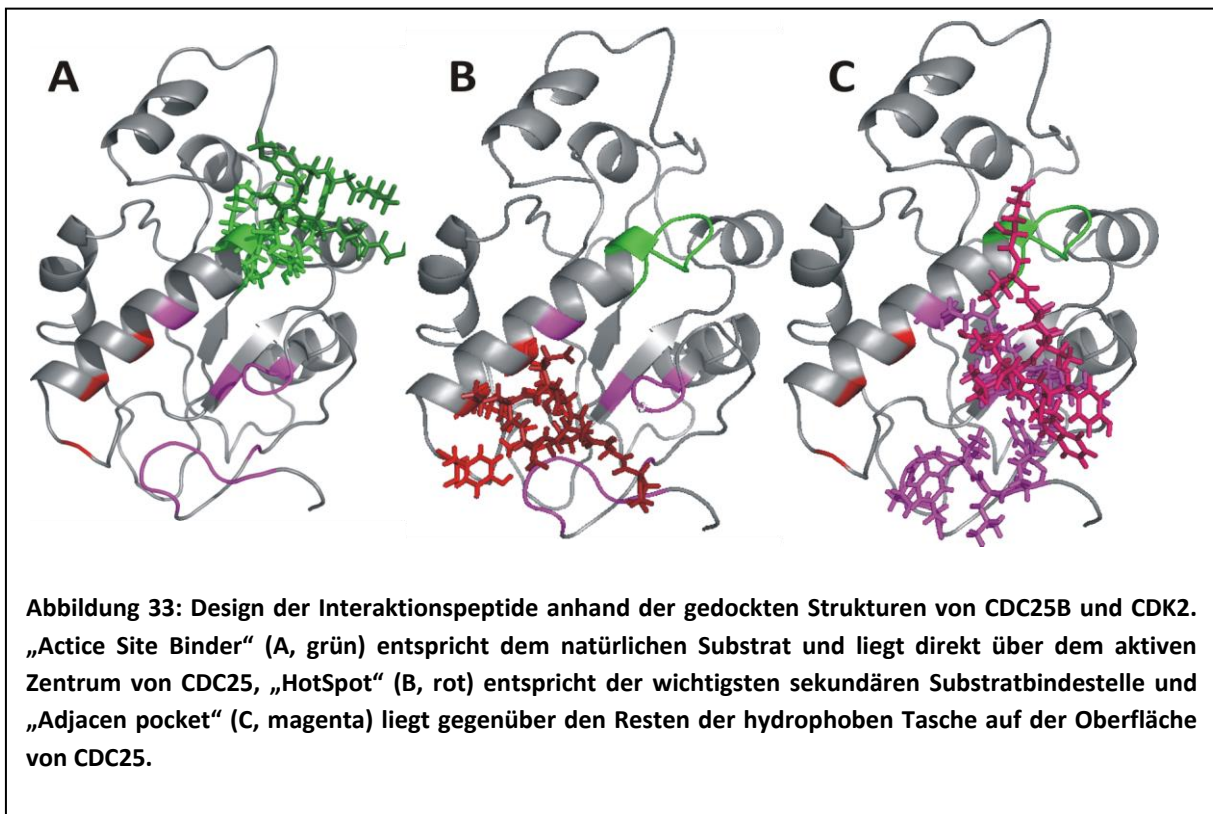 A B C
Abbildung 33: Design der Interaktionspeptide anhand der gedockten Strukturen von CDC25B und CDK2.
„Actice Site Binder“ (A, grün) entspricht dem natürlichen Substrat und liegt direkt über dem aktiven
Zentrum von CDC25, „HotSpot“ (B, rot) entspricht der wichtigsten sekundären Substratbindestelle und
„Adjacen pocket“ (C, magenta) liegt gegenüber den Resten der hydrophoben Tasche auf der Oberfläche
von CDC25.